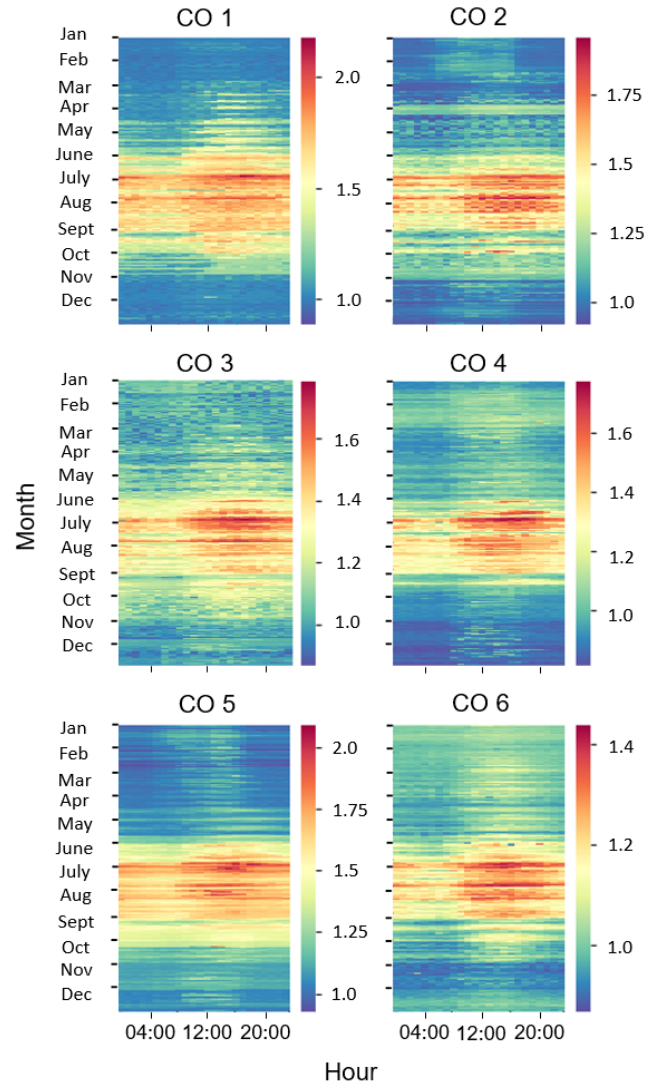 CO 1
CO 2
Jan
Feb
Mar
Apr
May
June
July
Aug
Sept
Oct
Nov
Dec
2.0
1.5
1.0
1.75
1.50
1.25
1.00
CO 3
CO 4
Month
Jan
Feb
Mar
Apr
May
June
July
Aug
Sept
Oct
Nov
Dec
1.6
1.4
1.2
1.0
1.6
1.4
1.2
1.0
CO 5
CO 6
Jan
Feb
Mar
Apr
May
June
July
Aug
Sept
Oct
Nov
Dec
2.0
1.75
1.5
1.25
1.0
1.4
1.2
1.0
04:00 12:00 20:00
04:00 12:00 20:00
Hour